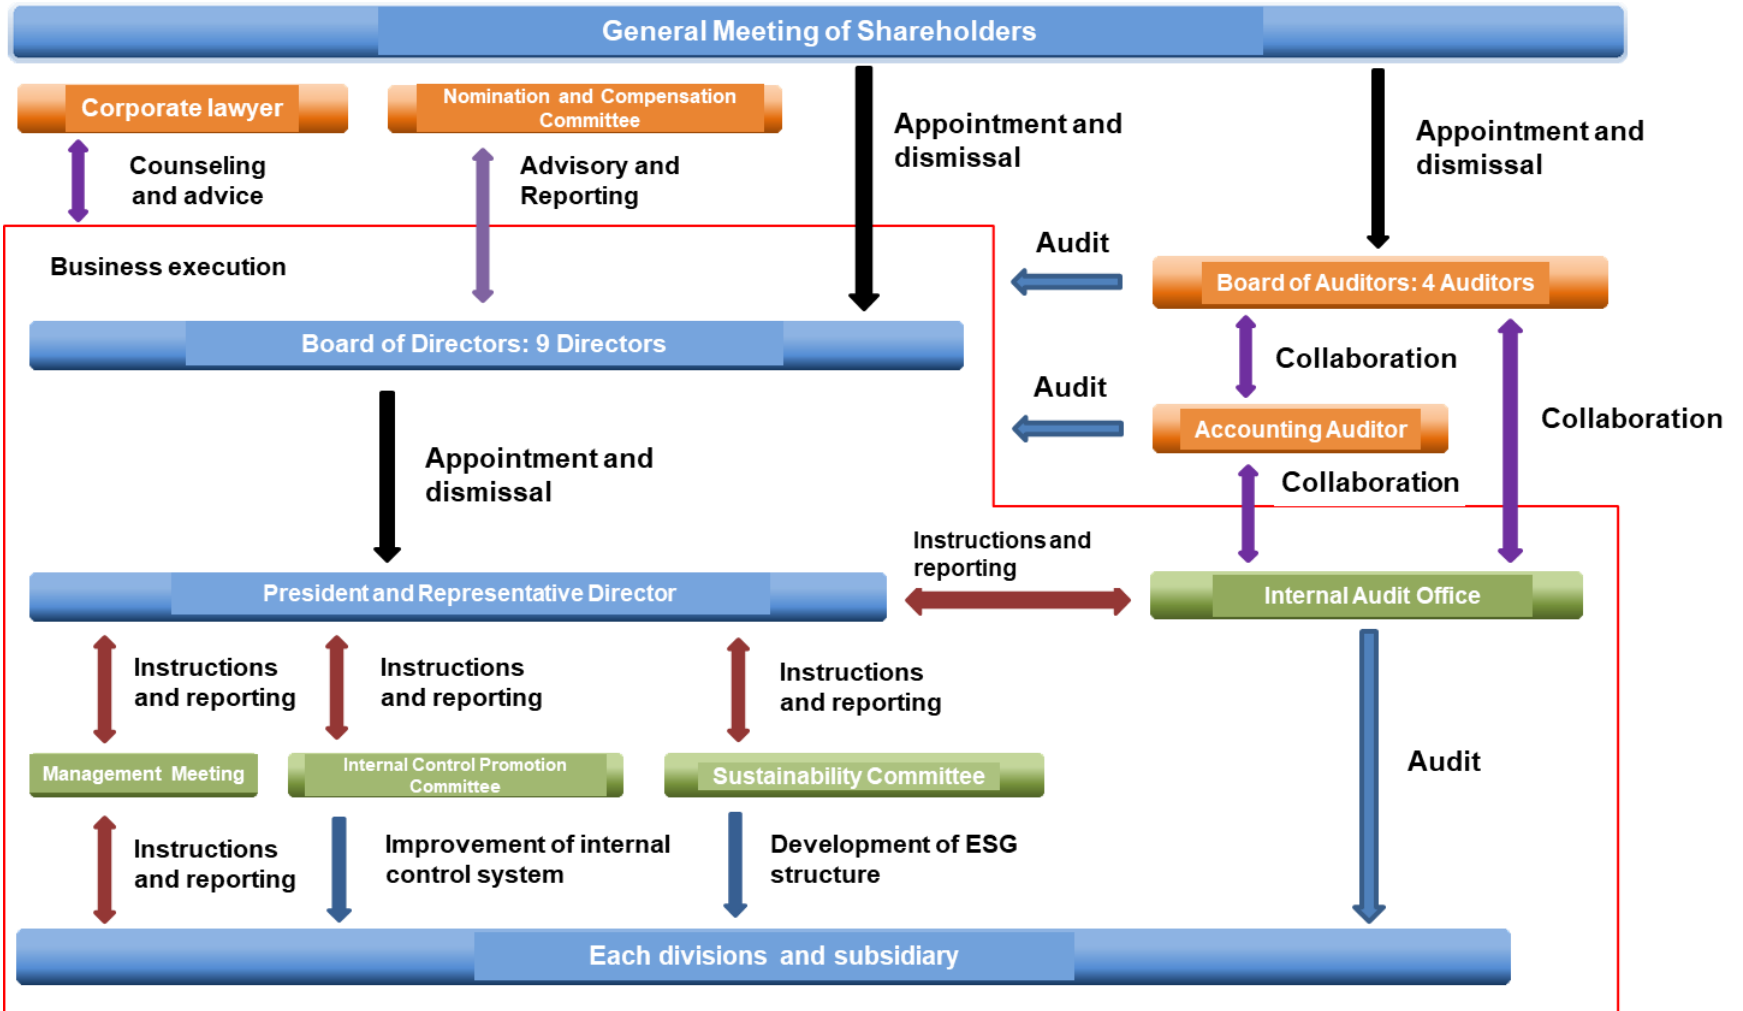 General Meeting of Shareholders
Corporate lawyer
Nomination and Compensation
Committee
Appointment and
dismissal
Appointment and
dismissal
Counseling
and advice
Advisory and
Reporting
Business execution
Audit
Board of Auditors: 4 Auditors
Board of Directors: 9 Directors
Collaboration
Audit
Accounting Auditor
Collaboration
Appointment and
dismissal
Collaboration
Instructions and
reporting
President and Representative Director
Internal Audit Office
Instructions
and reporting
Instructions
and reporting
Instructions
and reporting
Management Meeting
Internal Control Promotion
Committee
Sustainability Committee
Audit
Instructions
and reporting
Improvement of internal
control system
Development of ESG
structure
Each divisions and subsidiary